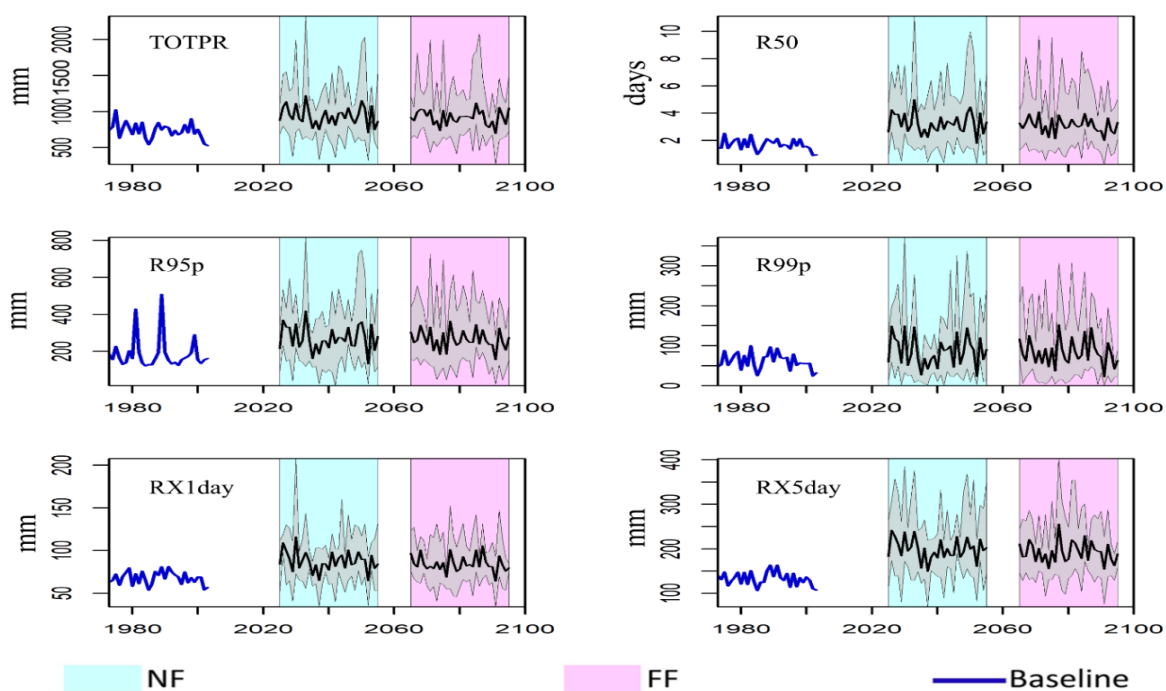 TOTPR
mm
500 1000 1500 2000
1980 2020 2060 2100
R50
days
2 4 6 8 10
1980 2020 2060 2100
R95p
mm
200 400 600 800
1980 2020 2060 2100
R99p
mm
0 50 100 200 300
1980 2020 2060 2100
RX1day
mm
50 100 150 200
1980 2020 2060 2100
RX5day
mm
100 200 300 400
1980 2020 2060 2100
NF FF Baseline